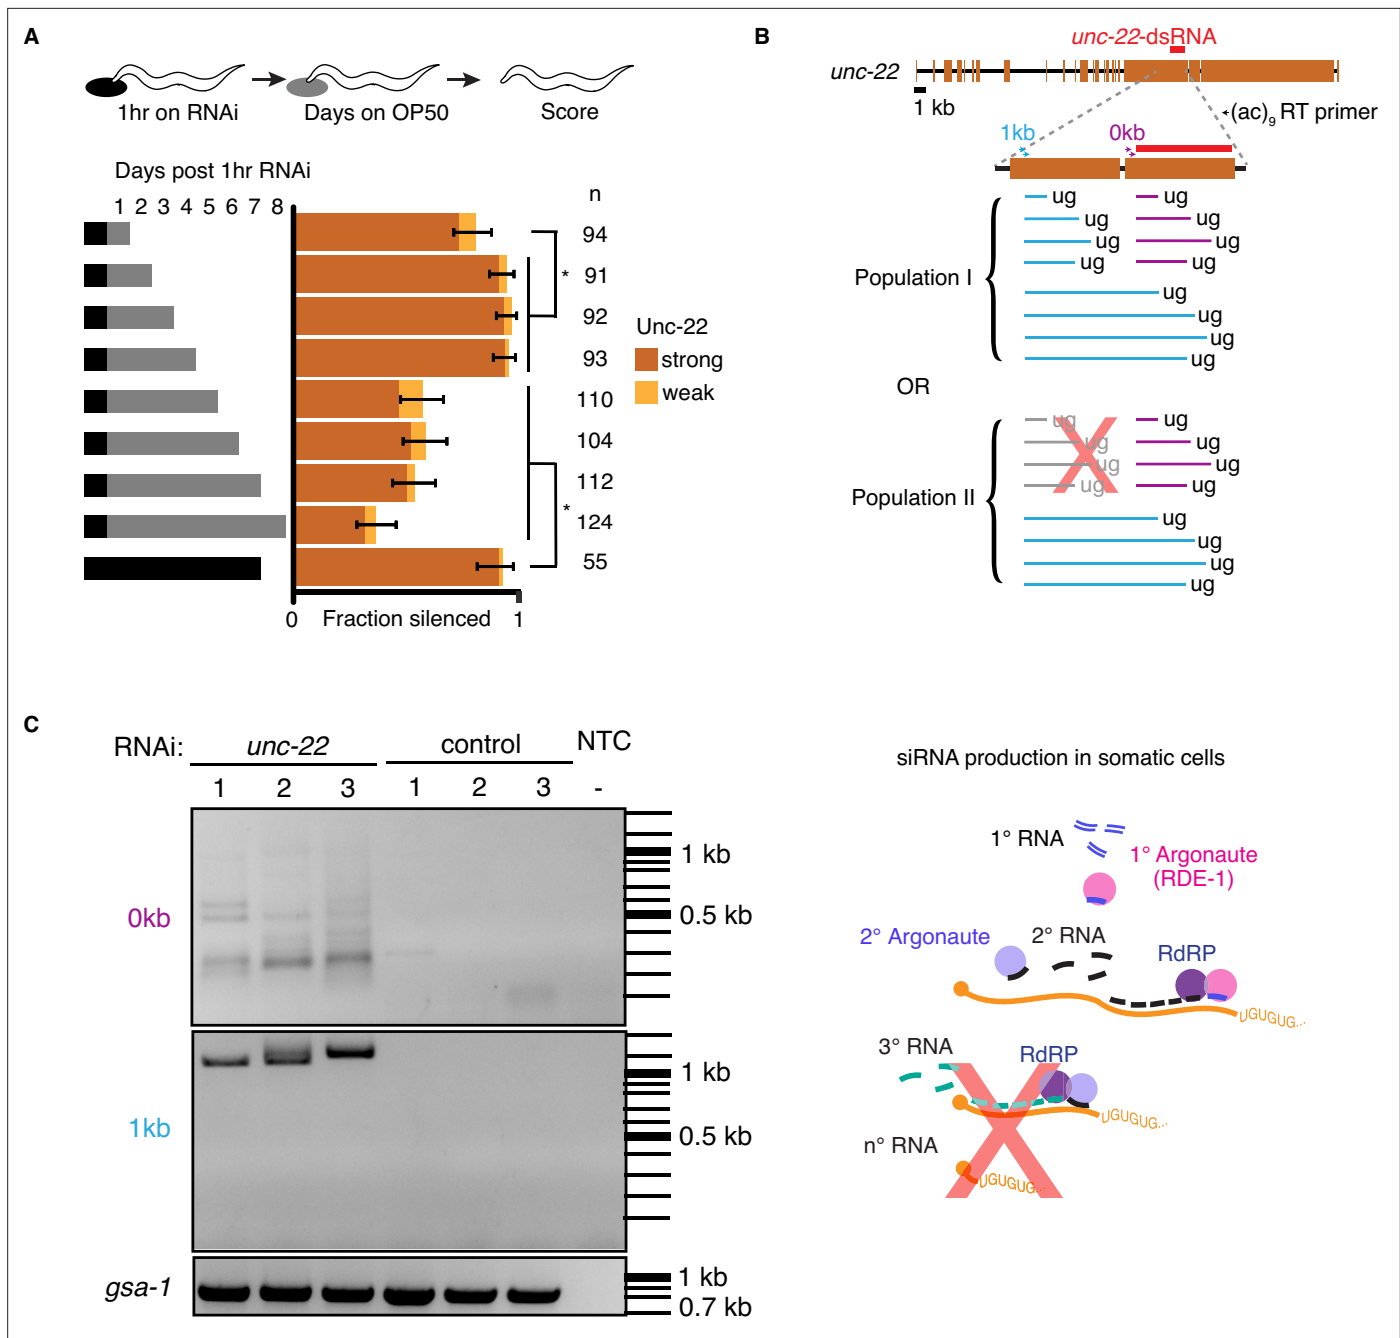 A
1hr on RNAi
Days on OP50
Score
Days post 1hr RNAi
1 2 3 4 5 6 7 8
n
94
91
*
92
93
110
104
112
124
*
55
Unc-22
strong
weak
0
Fraction silenced
1
B
unc-22-dsRNA
unc-22
1 kb
(ac)9 RT primer
1kb
0kb
ug ug
ug ug
ug ug
ug ug
Population I
ug
ug
ug
ug
OR
ug ug
ug ug
ug ug
ug ug
Population II
ug
ug
ug
ug
C
RNAi: unc-22 control NTC
1 2 3 1 2 3 -
0kb
1 kb
0.5 kb
1kb
1 kb
0.5 kb
gsa-1
1 kb
0.7 kb
siRNA production in somatic cells
1° RNA
1° Argonaute
(RDE-1)
2° Argonaute
2° RNA
RdRP
UGUGUG...
3° RNA
RdRP
UGUGUG...
n° RNA
UGUGUG...